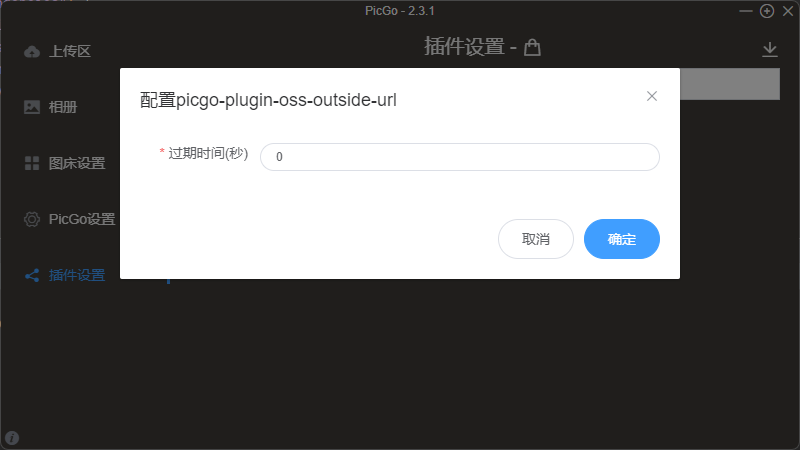 PicGo - 2.3.1
上传区
插件设置 -
相册
图床设置
PicGo设置
插件设置
配置picgo-plugin-oss-outside-url
* 过期时间(秒)
0
取消
确定